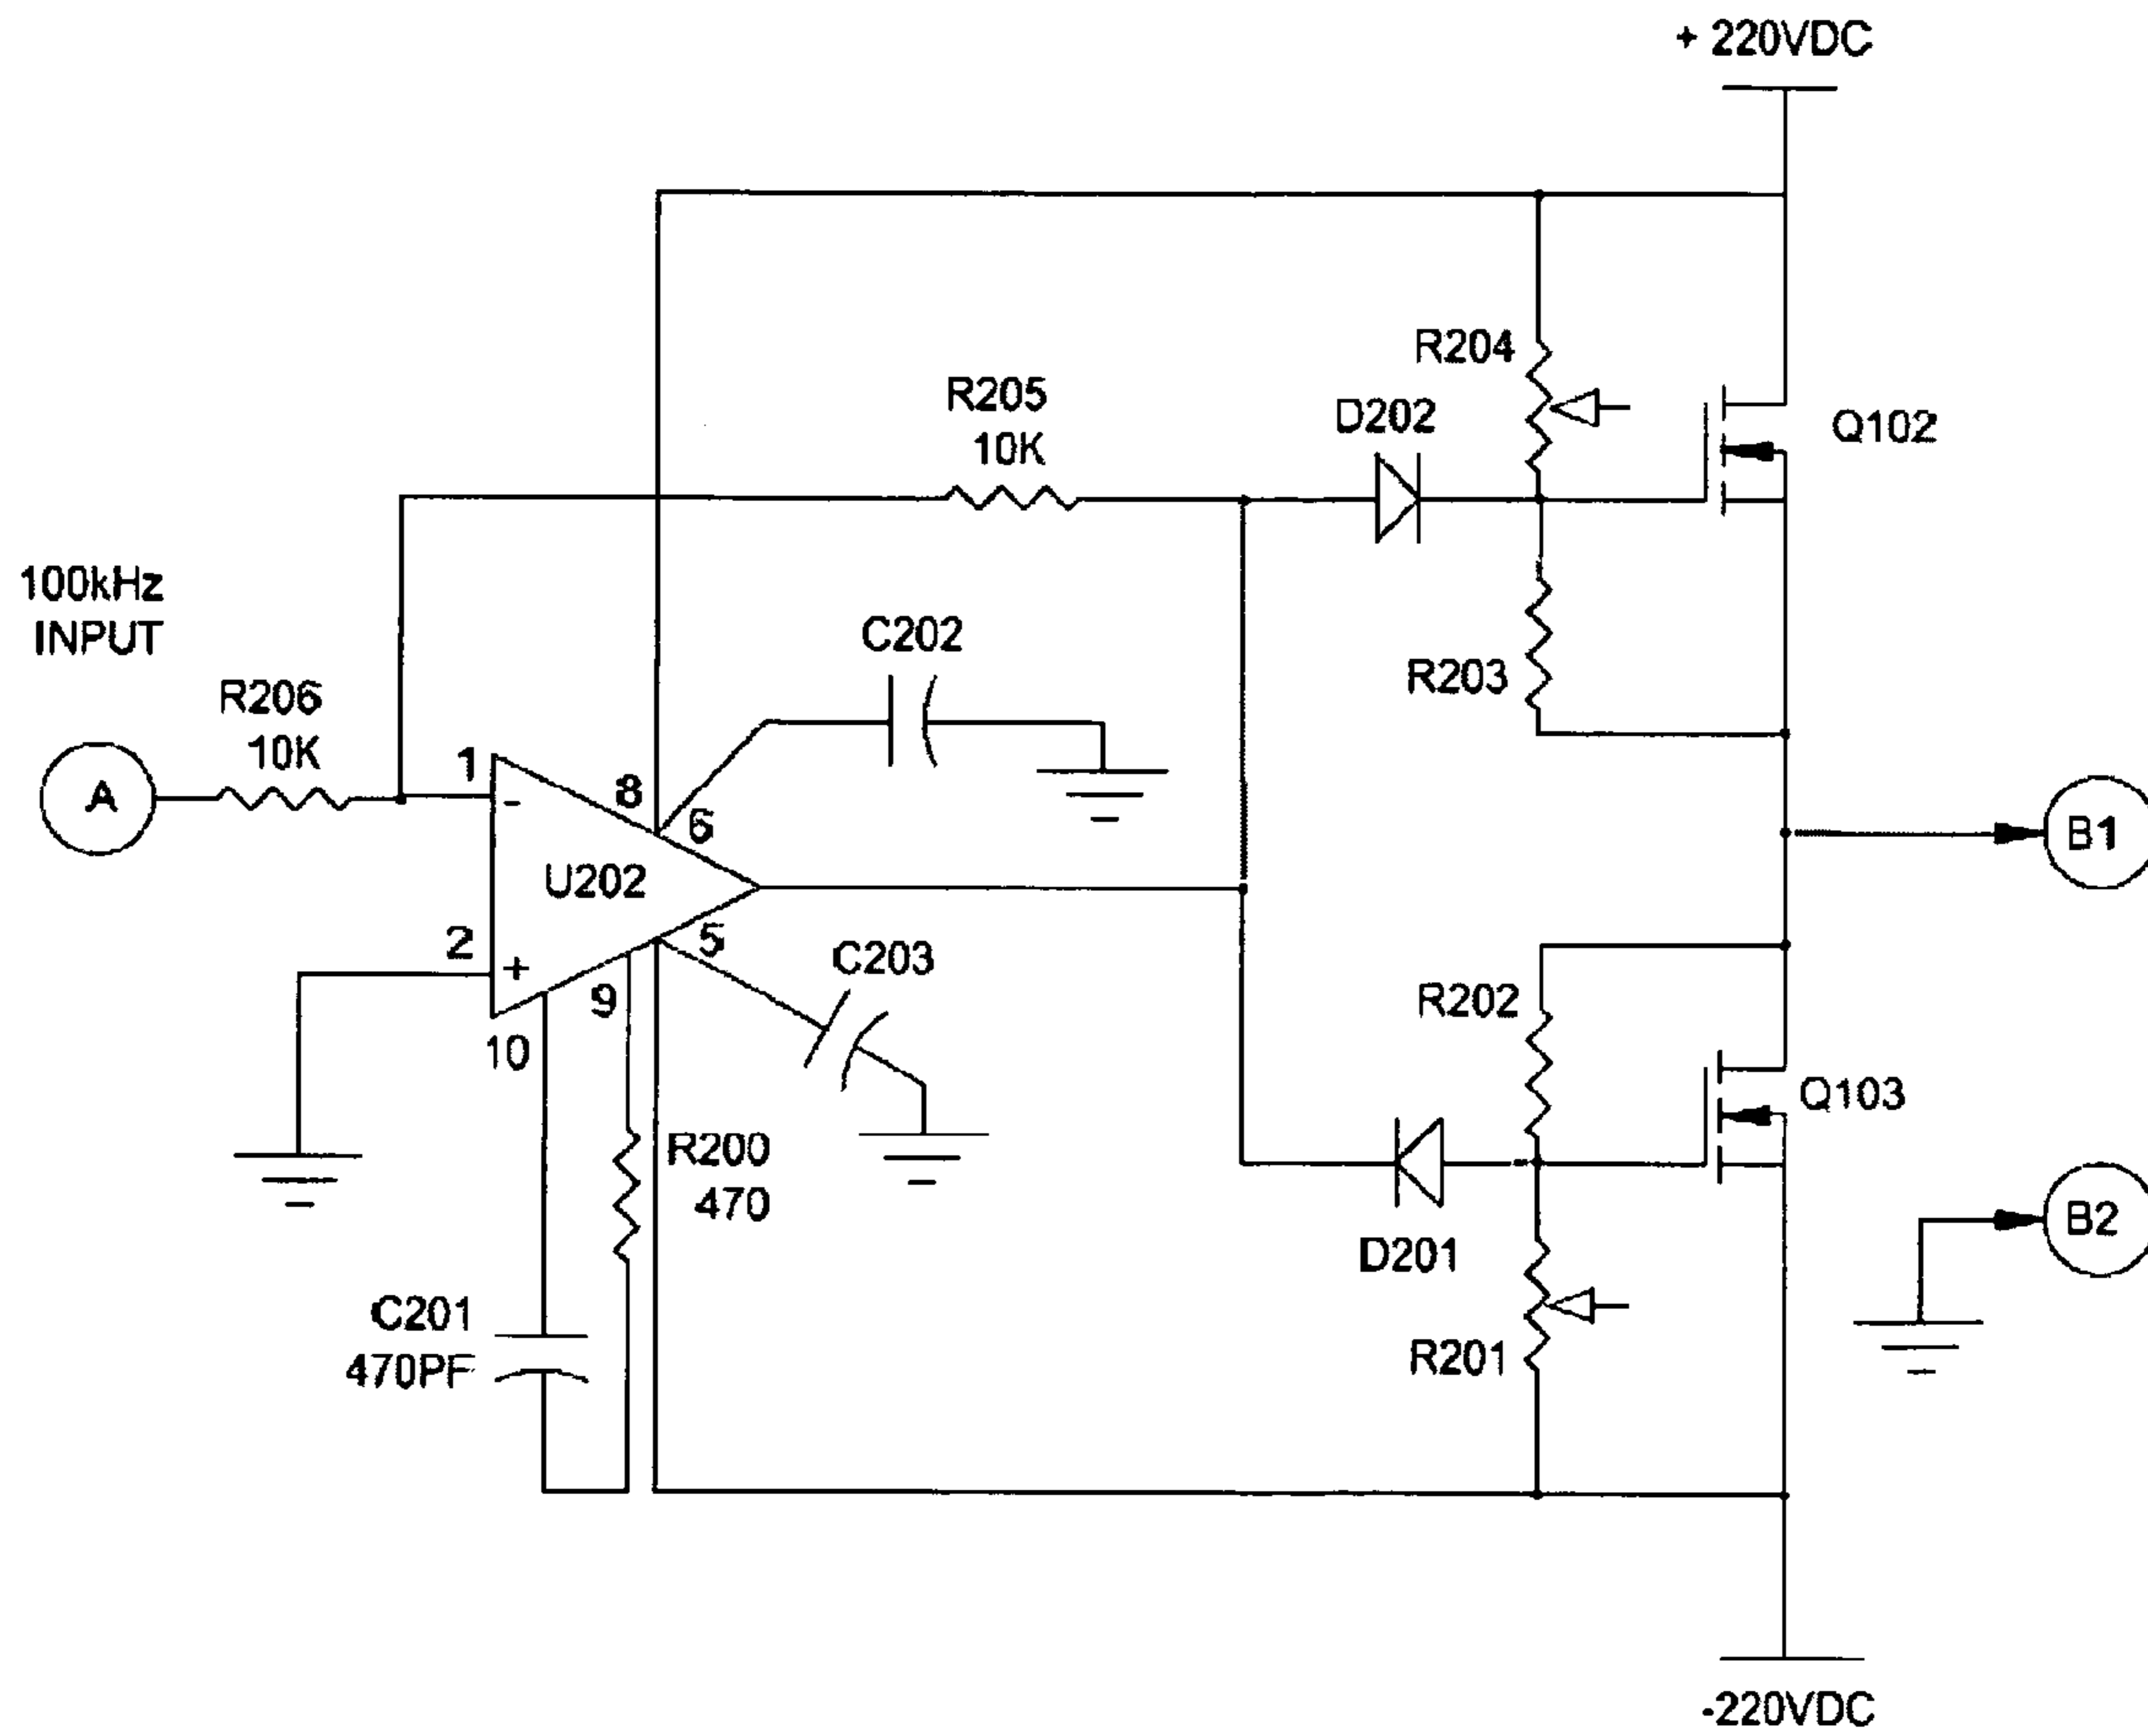 + 220VDC
R204
R205
10K
D202
Q102
100kHz
INPUT
C202
R203
R206
10K
A
1
-
8
6
B1
U202
2
+
5
C203
9
10
R202
Q103
R200
470
B2
D201
C201
470PF
R201
-220VDC